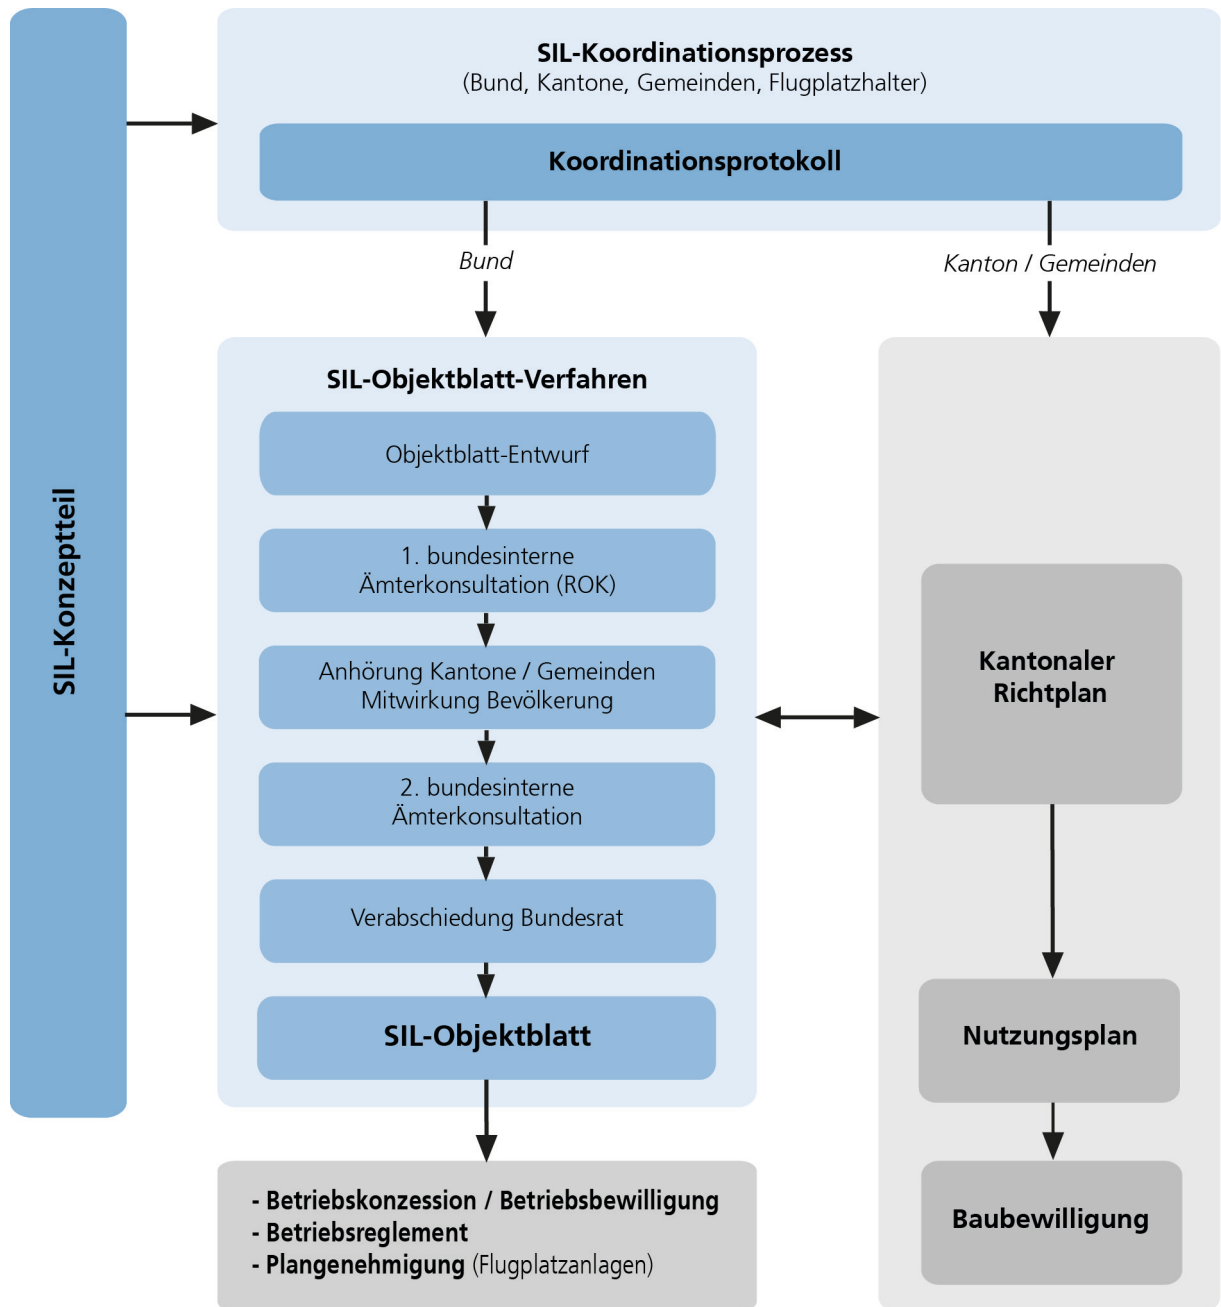 SIL-Konzeptteil
SIL-Koordinationsprozess
(Bund, Kantone, Gemeinden, Flugplatzhalter)
Koordinationsprotokoll
Bund
Kanton / Gemeinden
SIL-Objektblatt-Verfahren
Objektblatt-Entwurf
1. bundesinterne
Ämterkonsultation (ROK)
Anhörung Kantone / Gemeinden
Mitwirkung Bevölkerung
2. bundesinterne
Ämterkonsultation
Verabschiedung Bundesrat
SIL-Objektblatt
- Betriebskonzession / Betriebsbewilligung
- Betriebsreglement
- Plangenehmigung (Flugplatzanlagen)
Kantonaler
Richtplan
Nutzungsplan
Baubewilligung